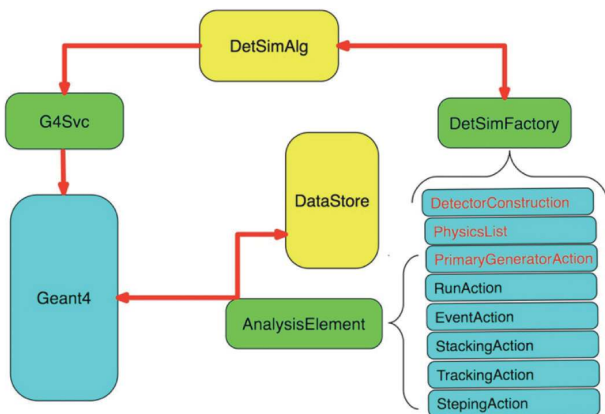 DetSimAlg
G4Svc
DetSimFactory
DataStore
DetectorConstruction
PhysicsList
PrimaryGeneratorAction
Geant4
RunAction
AnalysisElement
EventAction
StackingAction
TrackingAction
StepingAction